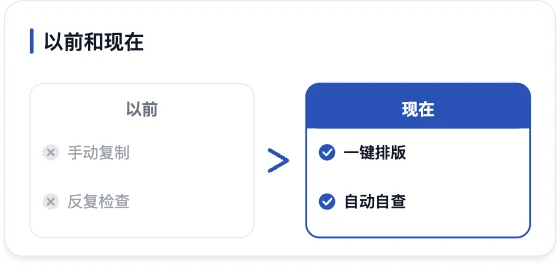 以前和现在
以前
手动复制
反复检查
现在
一键排版
自动自查